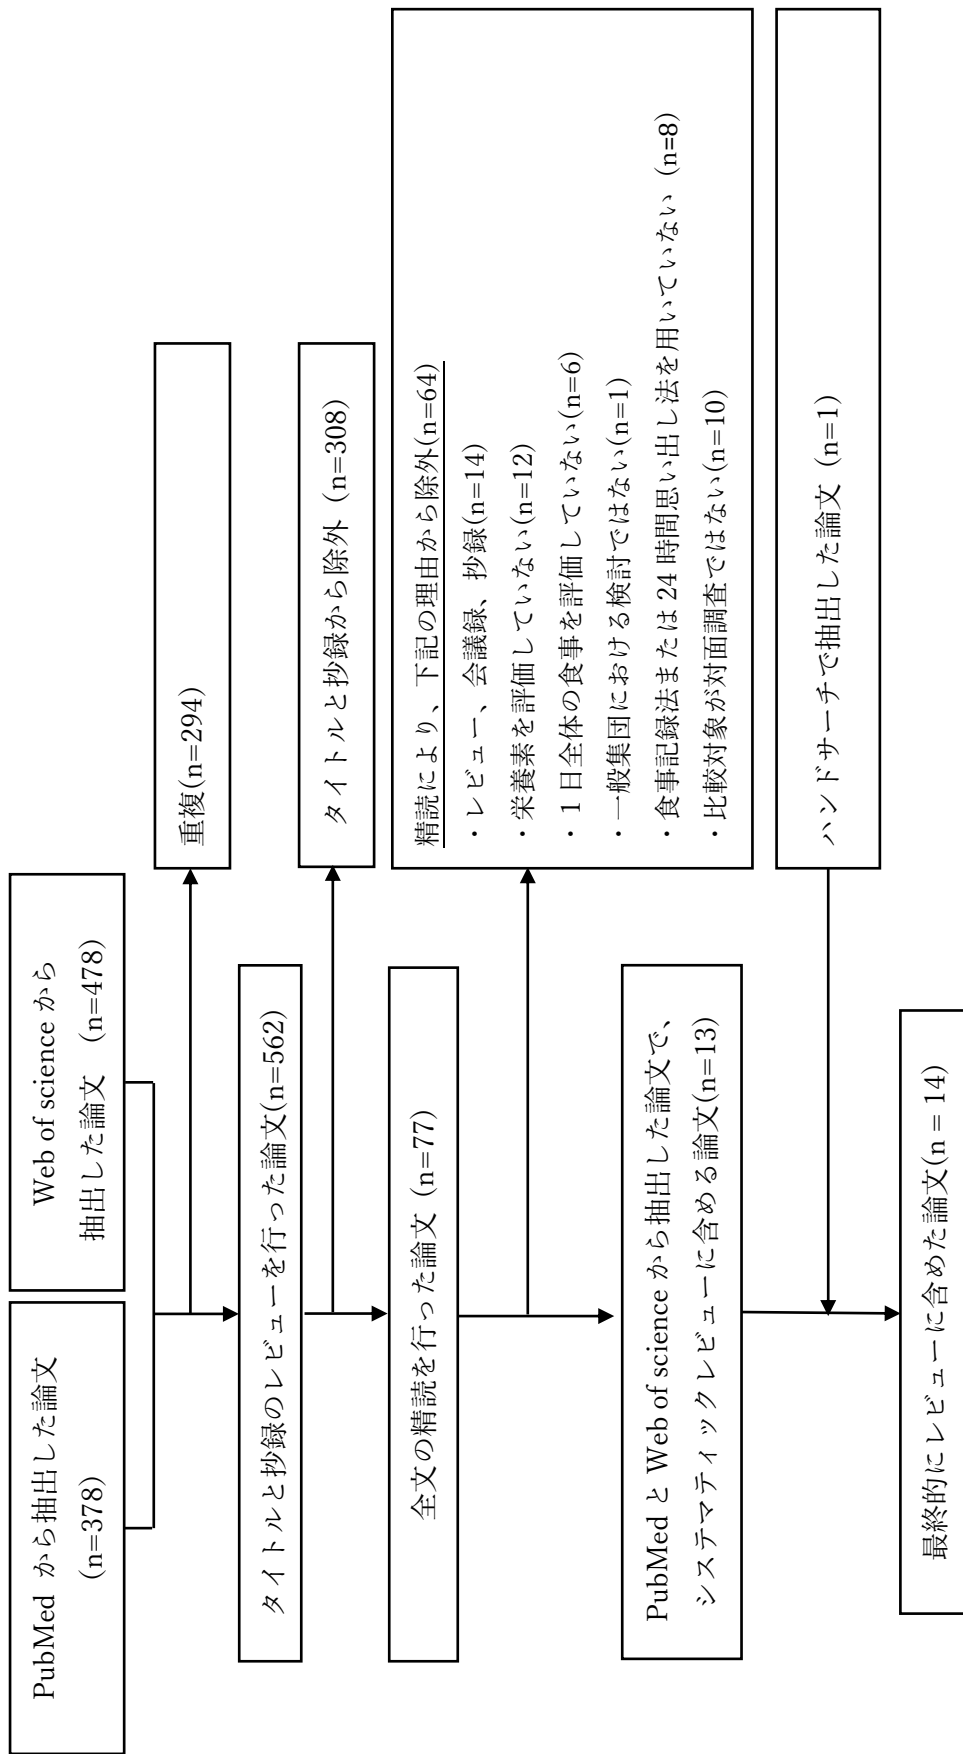 PubMed から抽出した論文
(n=378)
Web of science から
抽出した論文 (n=478)
重複(n=294)
タイトルと抄録のレビューを行った論文(n=562)
タイトルと抄録から除外 (n=308)
全文の精読を行った論文 (n=77)
精読により、下記の理由から除外(n=64)
・レビュー、会議録、抄録(n=14)
・栄養素を評価していない(n=12)
・1 日全体の食事を評価していない(n=6)
・一般集団における検討ではない(n=1)
・食事記録法または 24 時間思い出し法を用いていない (n=8)
・比較対象が対面調査ではない(n=10)
PubMed と Web of science から抽出した論文で、
システマティックレビューに含める論文(n=13)
ハンドサーチで抽出した論文 (n=1)
最終的にレビューに含めた論文(n = 14)